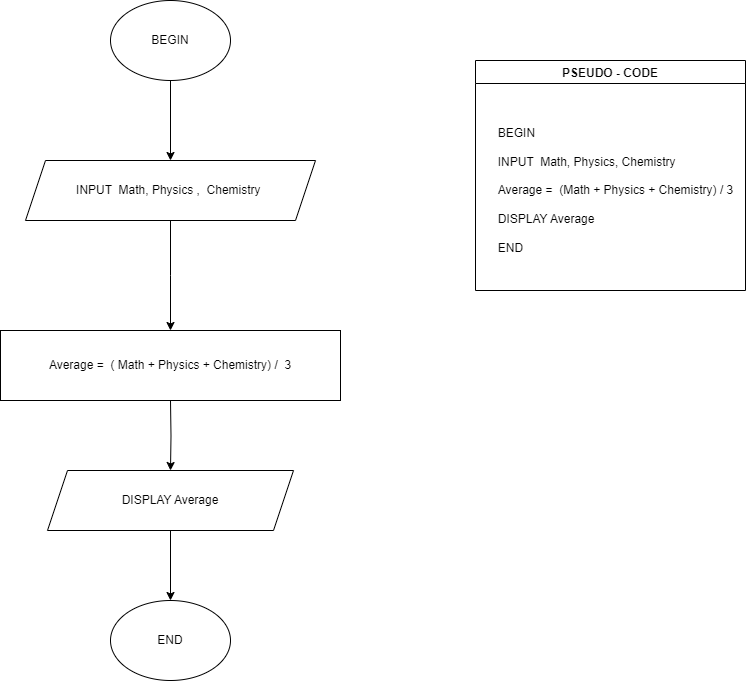 BEGIN
INPUT  Math, Physics ,  Chemistry
Average =  ( Math + Physics + Chemistry) /  3
DISPLAY Average
END
PSEUDO - CODE
BEGIN
INPUT  Math, Physics, Chemistry
Average =  (Math + Physics + Chemistry) / 3
DISPLAY Average
END